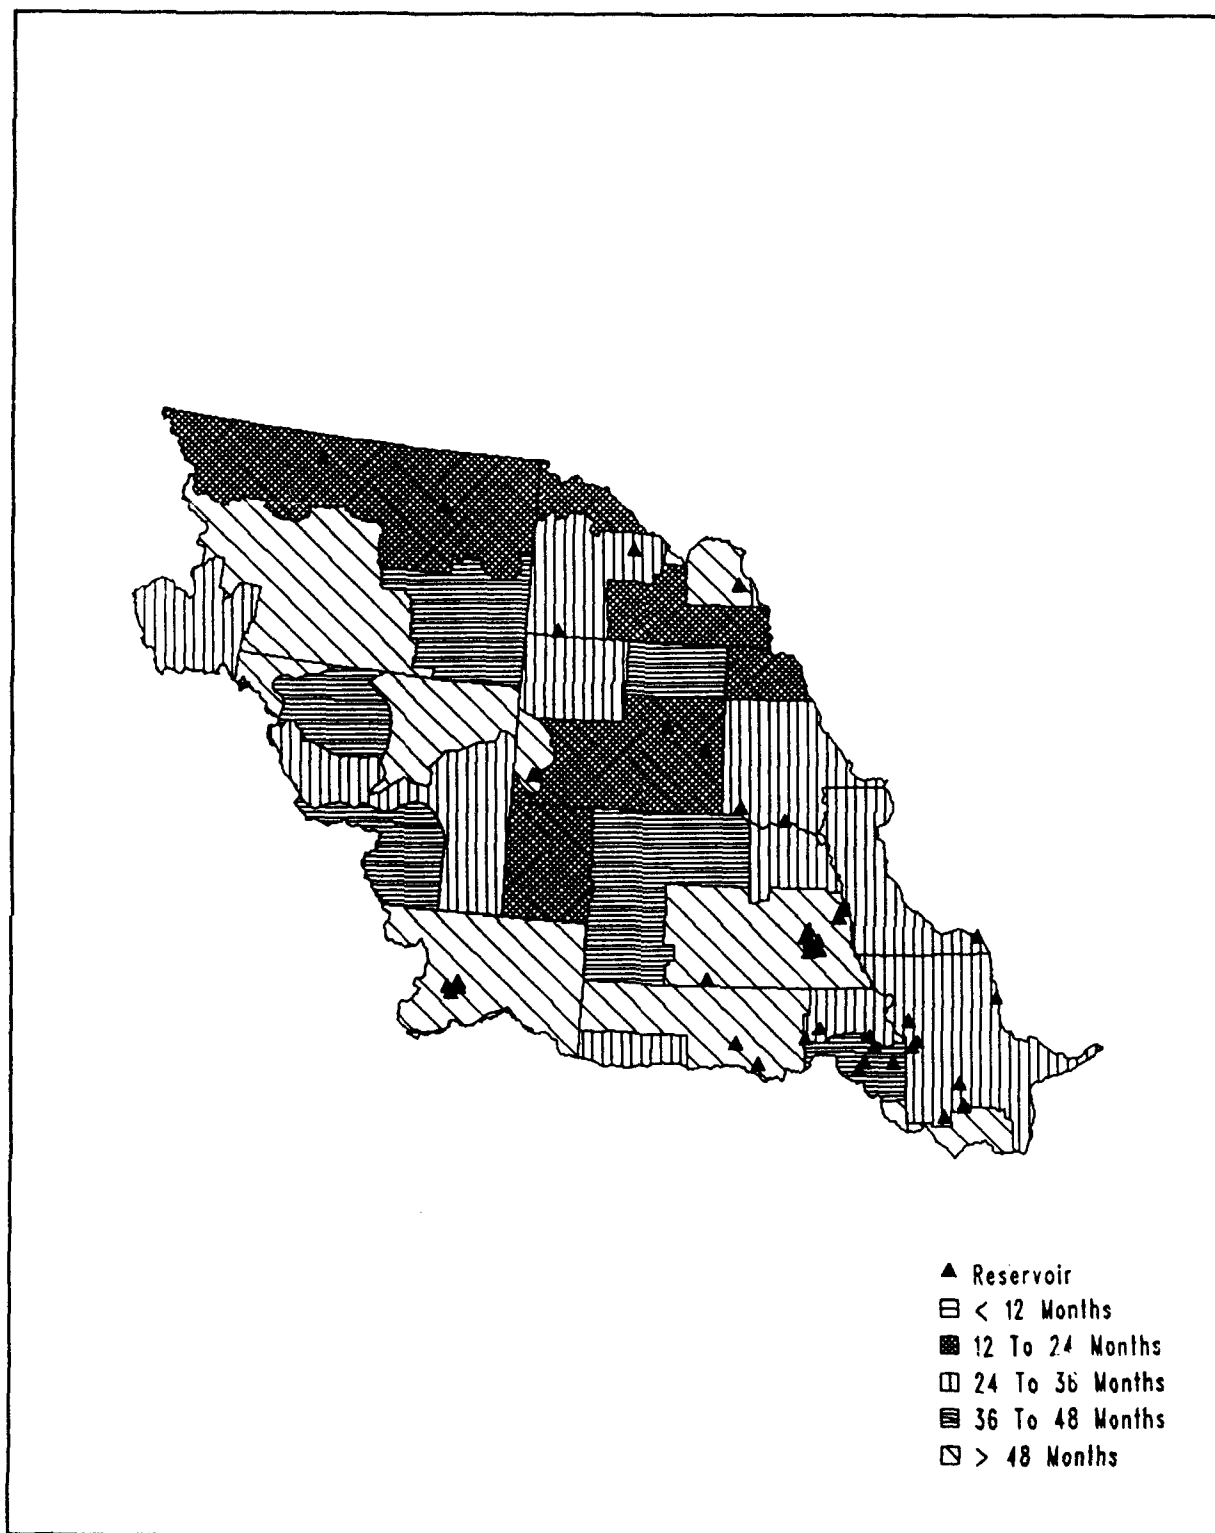 Reservoir
< 12 Months
12 To 24 Months
24 To 36 Months
36 To 48 Months
> 48 Months